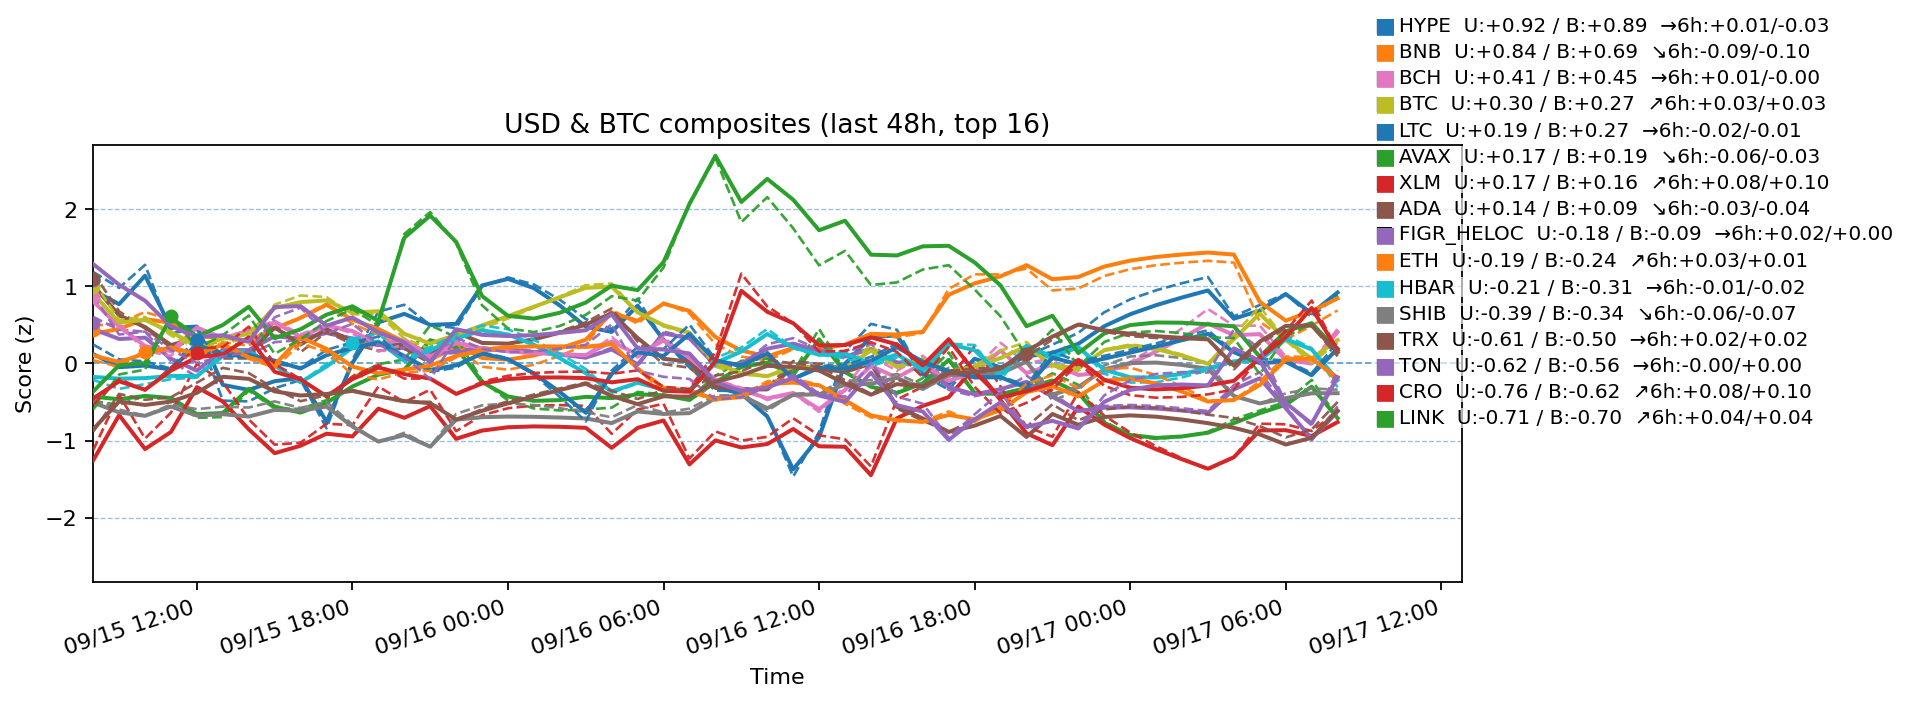 HYPE  U:+0.92 / B:+0.89  →6h:+0.01/-0.03
BNB  U:+0.84 / B:+0.69  ↘6h:-0.09/-0.10
BCH  U:+0.41 / B:+0.45  →6h:+0.01/-0.00
BTC  U:+0.30 / B:+0.27  ↗6h:+0.03/+0.03
LTC  U:+0.19 / B:+0.27  →6h:-0.02/-0.01
AVAX  U:+0.17 / B:+0.19  ↘6h:-0.06/-0.03
XLM  U:+0.17 / B:+0.16  ↗6h:+0.08/+0.10
ADA  U:+0.14 / B:+0.09  ↘6h:-0.03/-0.04
FIGR_HELOC  U:-0.18 / B:-0.09  →6h:+0.02/+0.00
ETH  U:-0.19 / B:-0.24  ↗6h:+0.03/+0.01
HBAR  U:-0.21 / B:-0.31  →6h:-0.01/-0.02
SHIB  U:-0.39 / B:-0.34  ↘6h:-0.06/-0.07
TRX  U:-0.61 / B:-0.50  →6h:+0.02/+0.02
TON  U:-0.62 / B:-0.56  →6h:-0.00/+0.00
CRO  U:-0.76 / B:-0.62  ↗6h:+0.08/+0.10
LINK  U:-0.71 / B:-0.70  ↗6h:+0.04/+0.04
USD & BTC composites (last 48h, top 16)
Score (z)
2
1
0
−1
−2
09/15 12:00
09/15 18:00
09/16 00:00
09/16 06:00
09/16 12:00
09/16 18:00
09/17 00:00
09/17 06:00
09/17 12:00
Time